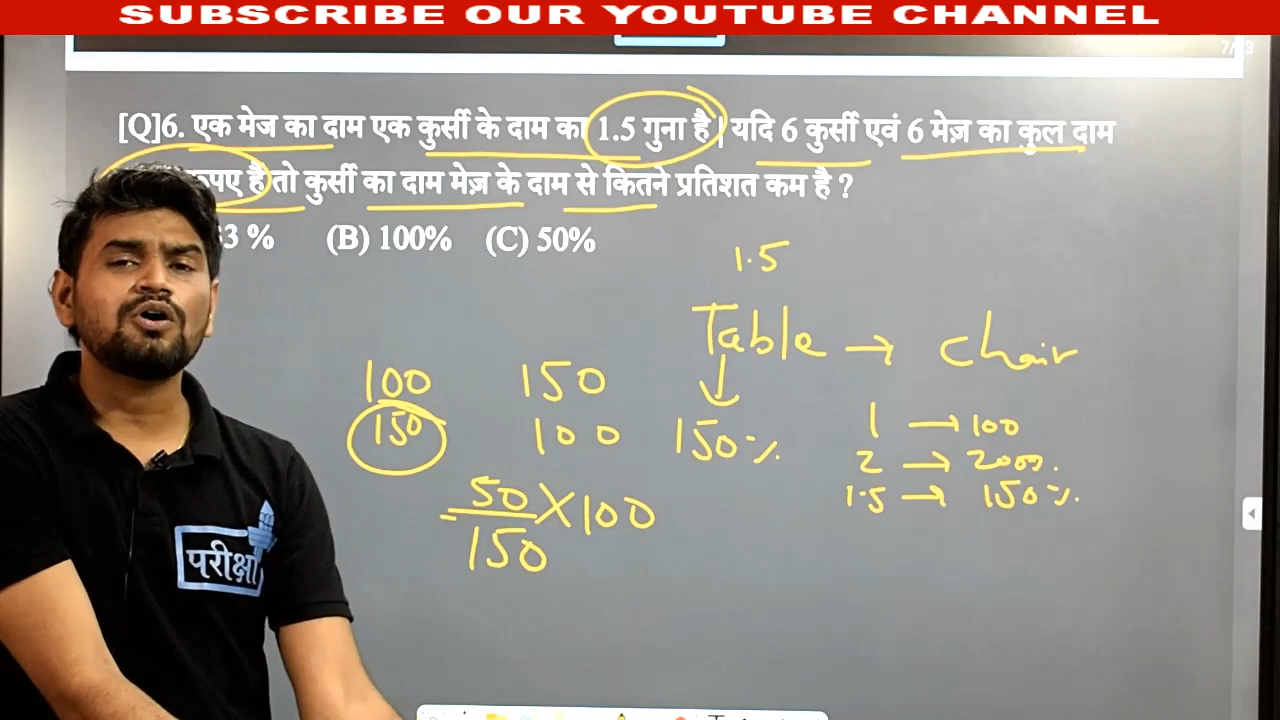 SUBSCRIBE OUR YOUTUBE CHANNEL
[Q]6. एक मेज का दाम एक कुर्सी के दाम का 1.5 गुना है | यदि 6 कुर्सी एवं 6 मेज़ का कुल दाम
रूपए है तो कुर्सी का दाम मेज़ के दाम से कितने प्रतिशत कम है ?
33 % (B) 100% (C) 50%
1.5
Table → chair
100 150
150 100 150%
1 → 100
2 → 200%
1.5 → 150%
50 × 100
150
परीक्षा